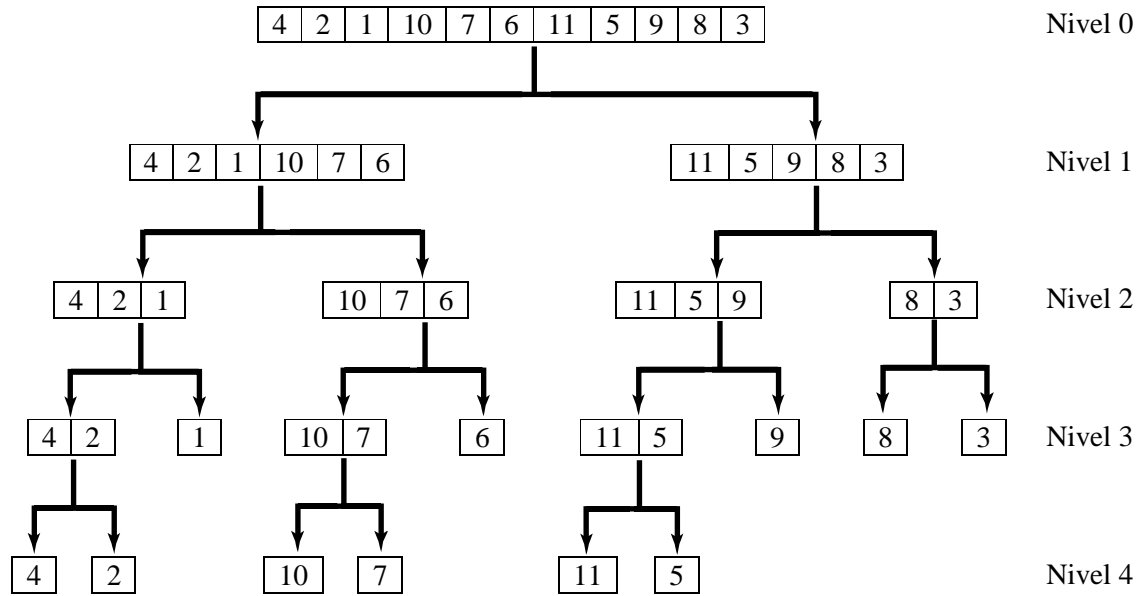 4 2 1 10 7 6 11 5 9 8 3 Nivel 0
4 2 1 10 7 6 11 5 9 8 3 Nivel 1
4 2 1 10 7 6 11 5 9 8 3 Nivel 2
4 2 1 10 7 6 11 5 9 8 3 Nivel 3
4 2 10 7 11 5 Nivel 4